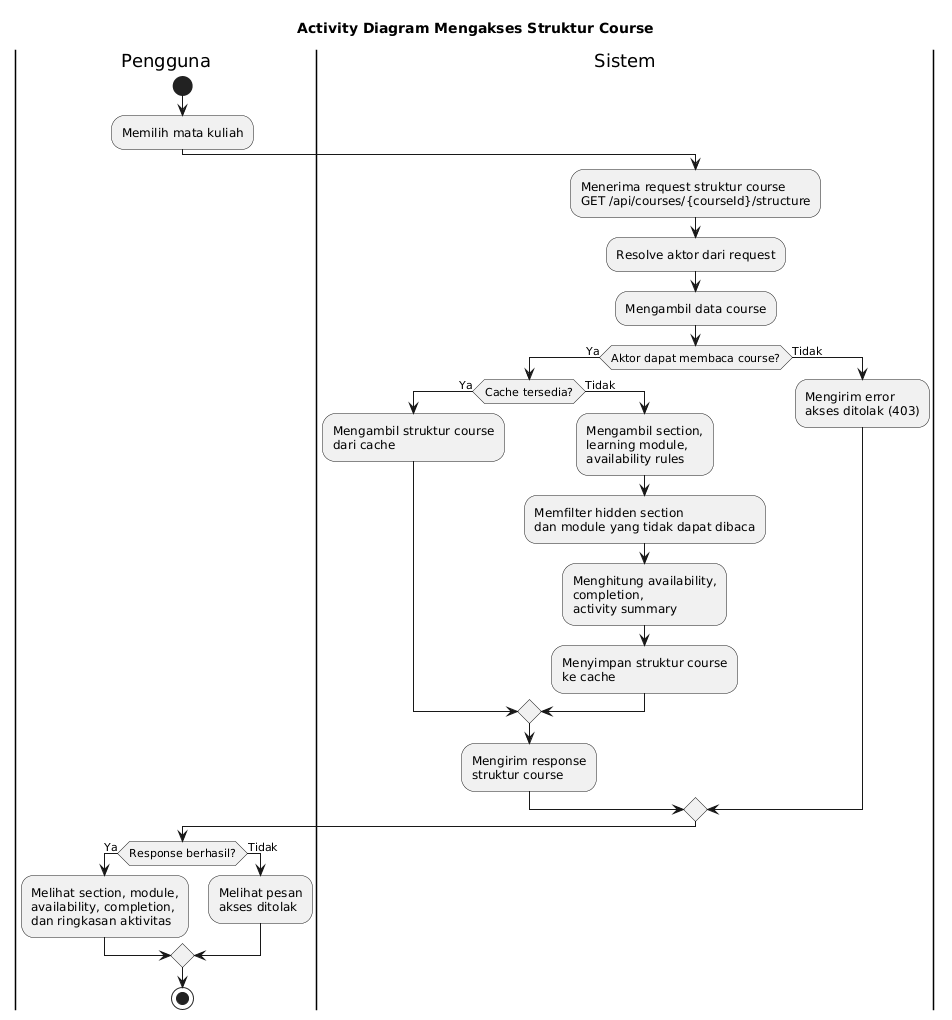 Activity Diagram Mengakses Struktur Course
Pengguna
Sistem
Memilih mata kuliah
Menerima request struktur course
GET /api/courses/{courseId}/structure
Resolve aktor dari request
Mengambil data course
Ya
Aktor dapat membaca course?
Tidak
Ya
Cache tersedia?
Tidak
Mengirim error
akses ditolak (403)
Mengambil struktur course
dari cache
Mengambil section,
learning module,
availability rules
Memfilter hidden section
dan module yang tidak dapat dibaca
Menghitung availability,
completion,
activity summary
Menyimpan struktur course
ke cache
Mengirim response
struktur course
Ya
Response berhasil?
Tidak
Melihat section, module,
availability, completion,
dan ringkasan aktivitas
Melihat pesan
akses ditolak